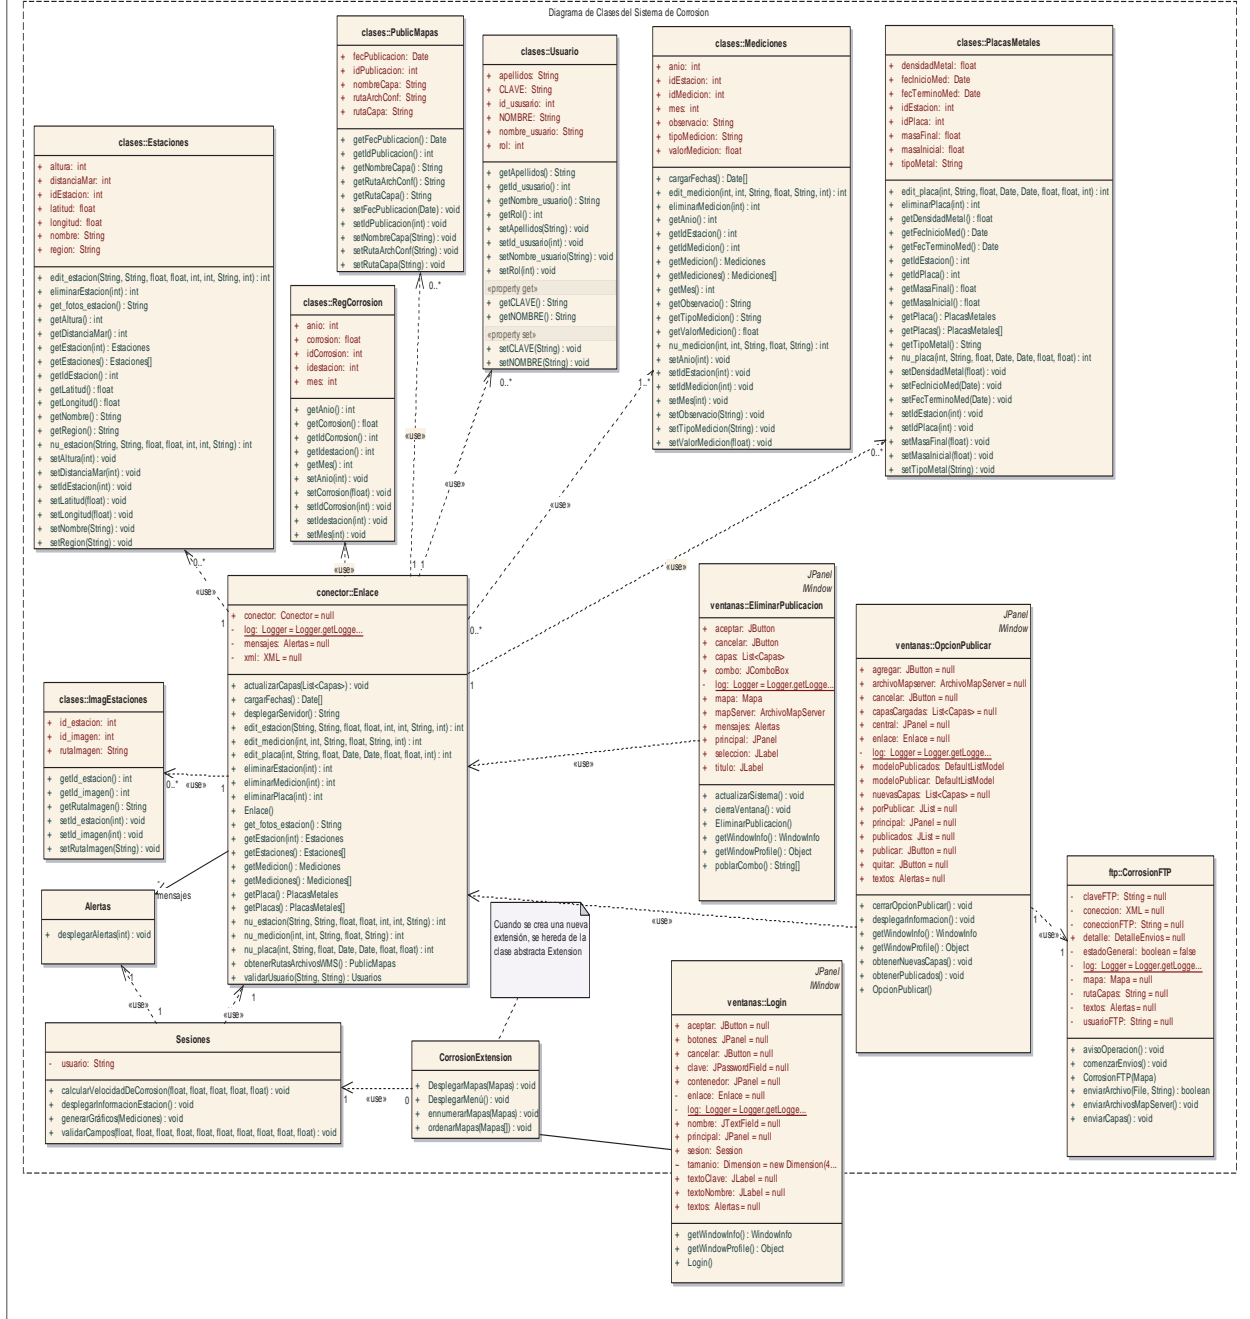 Diagrama de Clases del Sistema de Corrosion
clases::PublicMapas
+ fecPublicacion: Date
+ idPublicacion: int
+ nombreCapa: String
+ rutaArchConf: String
+ rutaCapa: String
+ getFecPublicacion() : Date
+ getIdPublicacion() : int
+ getNombreCapa() : String
+ getRutaArchConf() : String
+ getRutaCapa() : String
+ setFecPublicacion(Date) : void
+ setIdPublicacion(int) : void
+ setNombreCapa(String) : void
+ setRutaArchConf(String) : void
+ setRutaCapa(String) : void
clases::Usuario
+ apellidos: String
+ CLAVE: String
+ id_ususario: int
+ NOMBRE: String
+ nombre_usuario: String
+ rol: int
+ getApellidos() : String
+ getId_ususario() : int
+ getNombre_usuario() : String
+ getRol() : int
+ setApellidos(String) : void
+ setId_ususario(int) : void
+ setNombre_usuario(String) : void
+ setRol(int) : void
«property get»
+ getCLAVE() : String
+ getNOMBRE() : String
«property set»
+ setCLAVE(String) : void
+ setNOMBRE(String) : void
clases::Mediciones
+ anio: int
+ idEstacion: int
+ idMedicion: int
+ mes: int
+ observacio: String
+ tipoMedicion: String
+ valorMedicion: float
+ cargarFechas() : Date[]
+ edit_medicion(int, int, String, float, String, int) : int
+ eliminarMedicion(int) : int
+ getAnio() : int
+ getIdEstacion() : int
+ getIdMedicion() : int
+ getMedicion() : Mediciones
+ getMediciones() : Mediciones[]
+ getMes() : int
+ getObservacio() : String
+ getTipoMedicion() : String
+ getValorMedicion() : float
+ nu_medicion(int, int, String, float, String) : int
+ setAnio(int) : void
+ setIdEstacion(int) : void
+ setIdMedicion(int) : void
+ setMes(int) : void
+ setObservacio(String) : void
+ setTipoMedicion(String) : void
+ setValorMedicion(float) : void
clases::PlacasMetales
+ densidadMetal: float
+ fecInicioMed: Date
+ fecTerminoMed: Date
+ idEstacion: int
+ idPlaca: int
+ masaFinal: float
+ masaInicial: float
+ tipoMetal: String
+ edit_placa(int, String, float, Date, Date, float, float, int) : int
+ eliminarPlaca(int) : int
+ getDensidadMetal() : float
+ getFecInicioMed() : Date
+ getFecTerminoMed() : Date
+ getIdEstacion() : int
+ getIdPlaca() : int
+ getMasaFinal() : float
+ getMasaInicial() : float
+ getPlaca() : PlacasMetales
+ getPlacas() : PlacasMetales[]
+ getTipoMetal() : String
+ nu_placa(int, String, float, Date, Date, float, float) : int
+ setDensidadMetal(float) : void
+ setFecInicioMed(Date) : void
+ setFecTerminoMed(Date) : void
+ setIdEstacion(int) : void
+ setIdPlaca(int) : void
+ setMasaFinal(float) : void
+ setMasaInicial(float) : void
+ setTipoMetal(String) : void
clases::Estaciones
+ altura: int
+ distanciaMar: int
+ idEstacion: int
+ latitud: float
+ longitud: float
+ nombre: String
+ region: String
+ edit_estacion(String, String, float, float, int, int, String, int) : int
+ eliminarEstacion(int) : int
+ get_fotos_estacion() : String
+ getAltura() : int
+ getDistanciaMar() : int
+ getEstacion(int) : Estaciones
+ getEstaciones() : Estaciones[]
+ getIdEstacion() : int
+ getLatitud() : float
+ getLongitud() : float
+ getNombre() : String
+ getRegion() : String
+ nu_estacion(String, String, float, float, int, int, String) : int
+ setAltura(int) : void
+ setDistanciaMar(int) : void
+ setIdEstacion(int) : void
+ setLatitud(float) : void
+ setLongitud(float) : void
+ setNombre(String) : void
+ setRegion(String) : void
clases::RegCorrosion
+ anio: int
+ corrosion: float
+ idCorrosion: int
+ idestacion: int
+ mes: int
+ getAnio() : int
+ getCorrosion() : float
+ getIdCorrosion() : int
+ getIdestacion() : int
+ getMes() : int
+ setAnio(int) : void
+ setCorrosion(float) : void
+ setIdCorrosion(int) : void
+ setIdestacion(int) : void
+ setMes(int) : void
0..*
0..*
1..*
0..*
0..*
«use»
«use»
«use»
«use»
«use»
«use»
1
1 1
0..*
1
conector::Enlace
+ conector: Conector = null
- log: Logger = Logger.getLogge...
- mensajes: Alertas = null
- xml: XML = null
+ actualizarCapas(List<Capas>) : void
+ cargarFechas() : Date[]
+ desplegarServidor() : String
+ edit_estacion(String, String, float, float, int, int, String, int) : int
+ edit_medicion(int, int, String, float, String, int) : int
+ edit_placa(int, String, float, Date, Date, float, float, int) : int
+ eliminarEstacion(int) : int
+ eliminarMedicion(int) : int
+ eliminarPlaca(int) : int
+ Enlace()
+ get_fotos_estacion() : String
+ getEstacion(int) : Estaciones
+ getEstaciones() : Estaciones[]
+ getMedicion() : Mediciones
+ getMediciones() : Mediciones[]
+ getPlaca() : PlacasMetales
+ getPlacas() : PlacasMetales[]
+ nu_estacion(String, String, float, float, int, int, String) : int
+ nu_medicion(int, int, String, float, String) : int
+ nu_placa(int, String, float, Date, Date, float, float) : int
+ obtenerRutasArchivosWMS() : PublicMapas
+ validarUsuario(String, String) : Usuarios
clases::ImagEstaciones
+ id_estacion: int
+ id_imagen: int
+ rutaImagen: String
+ getId_estacion() : int
+ getId_imagen() : int
+ getRutaImagen() : String
+ setId_estacion(int) : void
+ setId_imagen(int) : void
+ setRutaImagen(String) : void
0..*
«use»
1
-mensajes
Alertas
+ desplegarAlertas(int) : void
1
«use»
1
«use»
1
Sesiones
- usuario: String
+ calcularVelocidadDeCorrosion(float, float, float, float, float) : void
+ desplegarInformacionEstacion() : void
+ generarGráficos(Mediciones) : void
+ validarCampos(float, float, float, float, float, float, float, float, float) : void
1
«use»
0
Cuando se crea una nueva
extensión, se hereda de la
clase abstracta Extension
CorrosionExtension
+ DesplegarMapas(Mapas) : void
+ DesplegarMenú() : void
+ ennumerarMapas(Mapas) : void
+ ordenarMapas(Mapas[]) : void
JPanel
IWindow
ventanas::EliminarPublicacion
+ aceptar: JButton
+ cancelar: JButton
+ capas: List<Capas>
+ combo: JComboBox
- log: Logger = Logger.getLogge...
+ mapa: Mapa
+ mapServer: ArchivoMapServer
+ mensajes: Alertas
+ principal: JPanel
+ seleccion: JLabel
+ titulo: JLabel
+ actualizarSistema() : void
+ cierraVentana() : void
+ EliminarPublicacion()
+ getWindowInfo() : WindowInfo
+ getWindowProfile() : Object
+ poblarCombo() : String[]
«use»
«use»
JPanel
IWindow
ventanas::OpcionPublicar
+ agregar: JButton = null
+ archivoMapserver: ArchivoMapServer = null
+ cancelar: JButton = null
+ capasCargadas: List<Capas> = null
+ central: JPanel = null
+ enlace: Enlace = null
- log: Logger = Logger.getLogge...
+ modeloPublicados: DefaultListModel
+ modeloPublicar: DefaultListModel
+ nuevasCapas: List<Capas> = null
+ porPublicar: JList = null
+ principal: JPanel = null
+ publicados: JList = null
+ publicar: JButton = null
+ quitar: JButton = null
+ textos: Alertas = null
+ cerrarOpcionPublicar() : void
+ desplegarInformacion() : void
+ getWindowInfo() : WindowInfo
+ getWindowProfile() : Object
+ obtenerNuevasCapas() : void
+ obtenerPublicados() : void
+ OpcionPublicar()
1
«use»
1
ftp::CorrosionFTP
- claveFTP: String = null
- coneccion: XML = null
- coneccionFTP: String = null
+ detalle: DetalleEnvios = null
- estadoGeneral: boolean = false
- log: Logger = Logger.getLogge...
- mapa: Mapa = null
- rutaCapas: String = null
- textos: Alertas = null
- usuarioFTP: String = null
+ avisoOperacion() : void
+ comenzarEnvios() : void
+ CorrosionFTP(Mapa)
+ enviarArchivo(File, String) : boolean
+ enviarArchivosMapServer() : void
+ enviarCapas() : void
JPanel
IWindow
ventanas::Login
+ aceptar: JButton = null
+ botones: JPanel = null
+ cancelar: JButton = null
+ clave: JPasswordField = null
+ contenedor: JPanel = null
- enlace: Enlace = null
- log: Logger = Logger.getLogge...
+ nombre: JTextField = null
+ principal: JPanel = null
+ sesion: Session
~ tamanio: Dimension = new Dimension(4...
+ textoClave: JLabel = null
+ textoNombre: JLabel = null
+ textos: Alertas = null
+ getWindowInfo() : WindowInfo
+ getWindowProfile() : Object
+ Login()